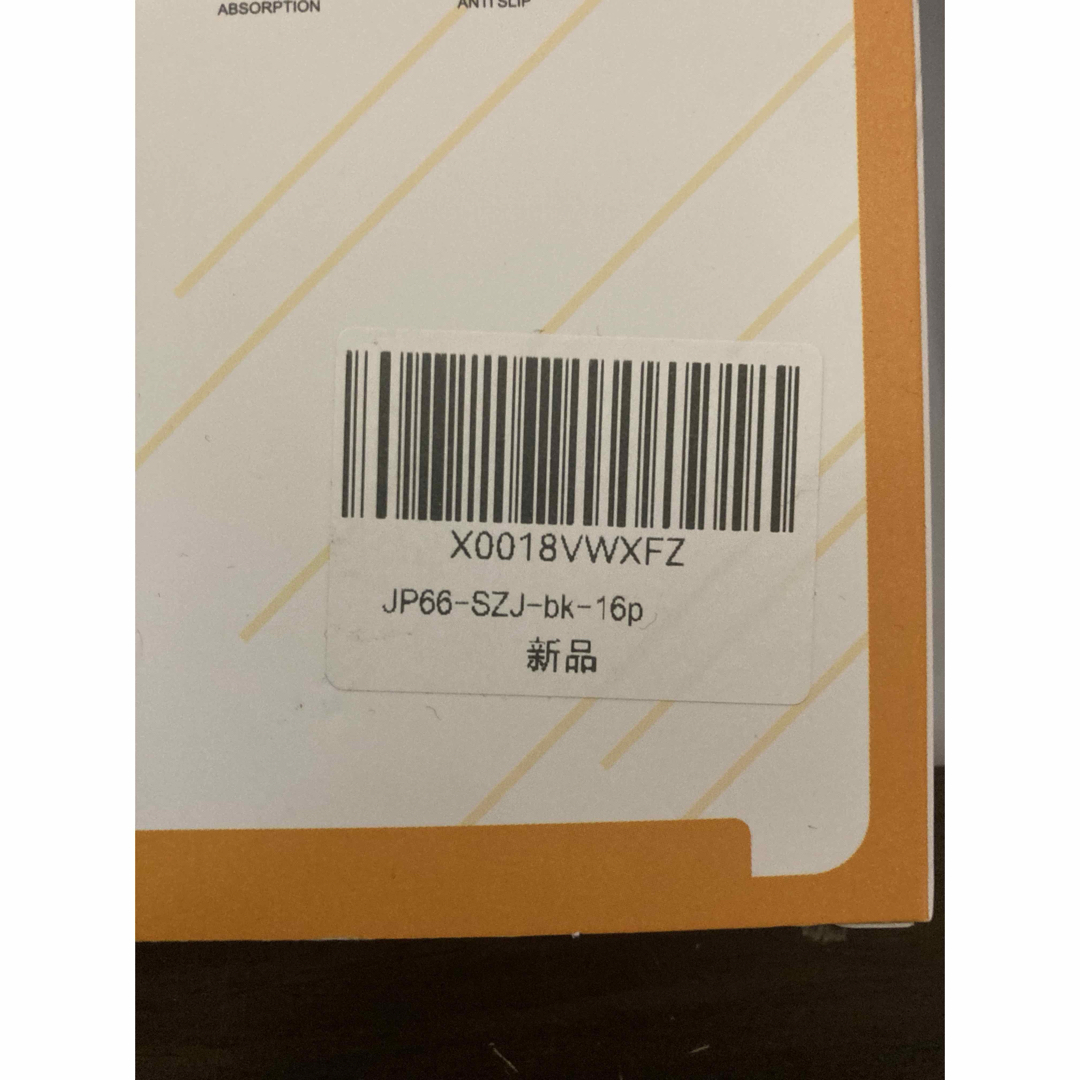 ABSORPTION
ANTI SLIP
X0018VWXFZ
JP66-SZJ-bk-16p
新品